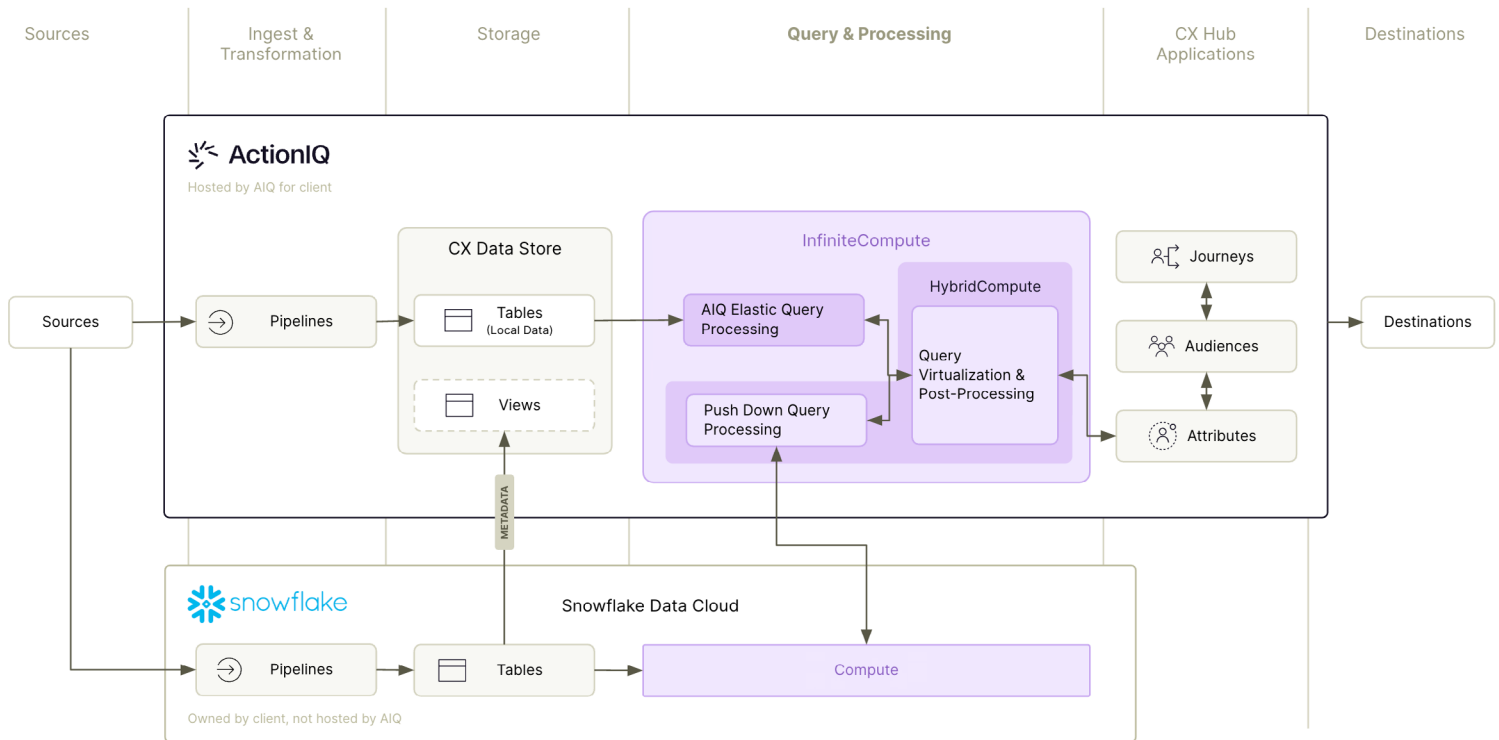 Sources
Ingest &
Transformation
Storage
Query & Processing
CX Hub
Applications
Destinations
ActionIQ
Hosted by AIQ for client
CX Data Store
InfiniteCompute
HybridCompute
Journeys
Sources
Pipelines
Tables
(Local Data)
AIQ Elastic Query
Processing
Query
Virtualization &
Post-Processing
Audiences
Destinations
Views
Push Down Query
Processing
Attributes
METADATA
snowflake
Snowflake Data Cloud
Pipelines
Tables
Compute
Owned by client, not hosted by AIQ